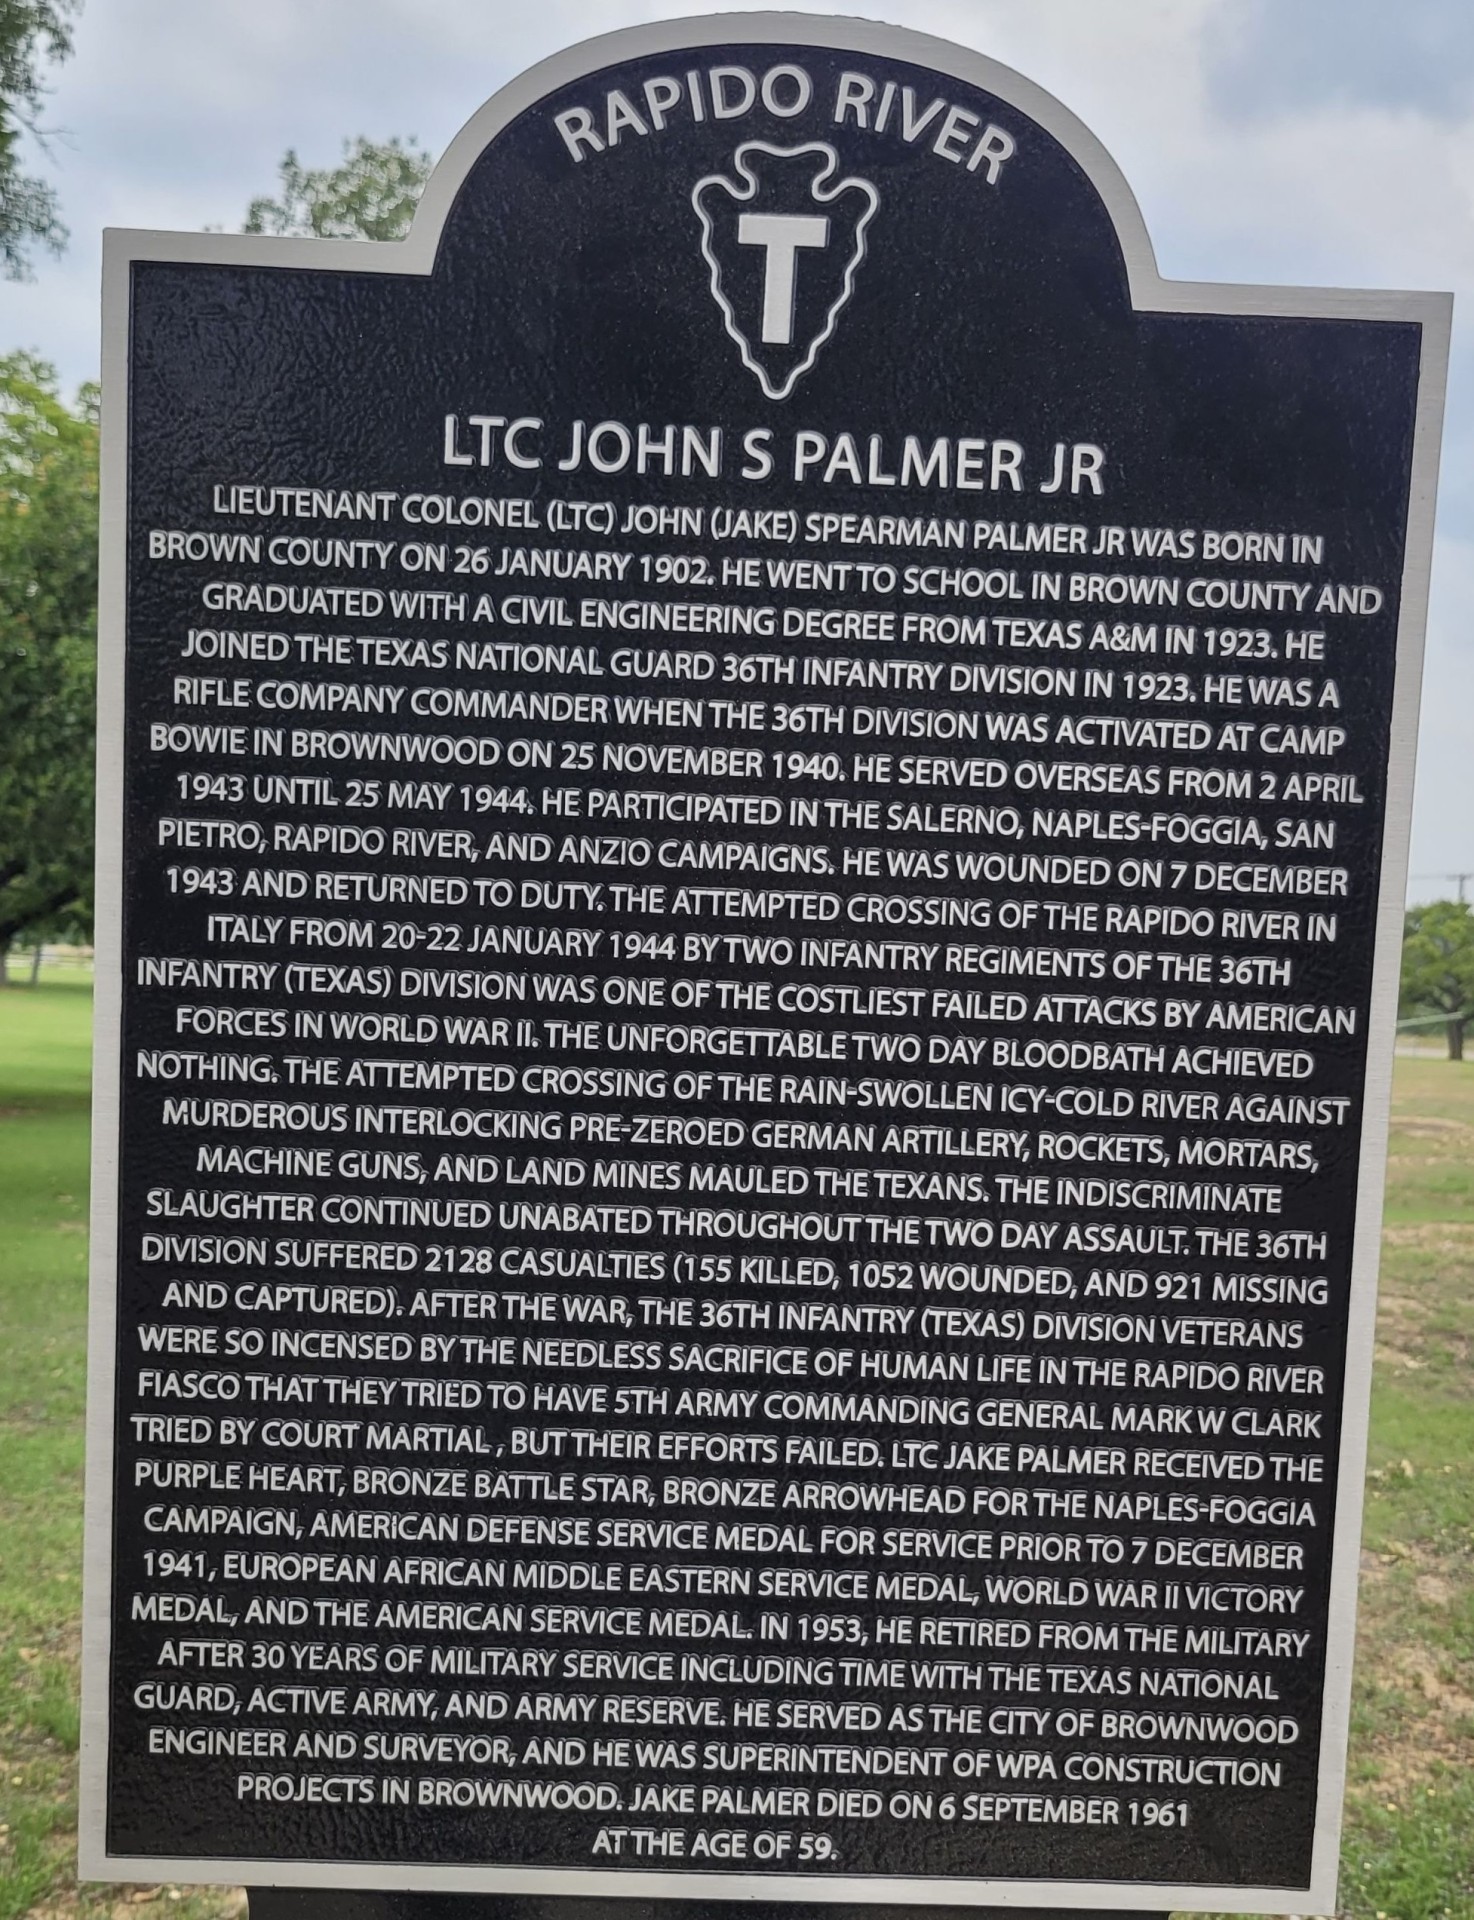 RAPIDO RIVER
T
LTC JOHN S PALMER JR
LIEUTENANT COLONEL (LTC) JOHN (JAKE) SPEARMAN PALMER JR WAS BORN IN
BROWN COUNTY ON 26 JANUARY 1902. HE WENT TO SCHOOL IN BROWN COUNTY AND
GRADUATED WITH A CIVIL ENGINEERING DEGREE FROM TEXAS A&M IN 1923. HE
JOINED THE TEXAS NATIONAL GUARD 36TH INFANTRY DIVISION IN 1923. HE WAS A
RIFLE COMPANY COMMANDER WHEN THE 36TH DIVISION WAS ACTIVATED AT CAMP
BOWIE IN BROWNWOOD ON 25 NOVEMBER 1940. HE SERVED OVERSEAS FROM 2 APRIL
1943 UNTIL 25 MAY 1944. HE PARTICIPATED IN THE SALERNO, NAPLES-FOGGIA, SAN
PIETRO, RAPIDO RIVER, AND ANZIO CAMPAIGNS. HE WAS WOUNDED ON 7 DECEMBER
1943 AND RETURNED TO DUTY. THE ATTEMPTED CROSSING OF THE RAPIDO RIVER IN
ITALY FROM 20-22 JANUARY 1944 BY TWO INFANTRY REGIMENTS OF THE 36TH
INFANTRY (TEXAS) DIVISION WAS ONE OF THE COSTLIEST FAILED ATTACKS BY AMERICAN
FORCES IN WORLD WAR II. THE UNFORGETTABLE TWO DAY BLOODBATH ACHIEVED
NOTHING. THE ATTEMPTED CROSSING OF THE RAIN-SWOLLEN ICY-COLD RIVER AGAINST
MURDEROUS INTERLOCKING PRE-ZEROED GERMAN ARTILLERY, ROCKETS, MORTARS,
MACHINE GUNS, AND LAND MINES MAULED THE TEXANS. THE INDISCRIMINATE
SLAUGHTER CONTINUED UNABATED THROUGHOUT THE TWO DAY ASSAULT. THE 36TH
DIVISION SUFFERED 2128 CASUALTIES (155 KILLED, 1052 WOUNDED, AND 921 MISSING
AND CAPTURED). AFTER THE WAR, THE 36TH INFANTRY (TEXAS) DIVISION VETERANS
WERE SO INCENSED BY THE NEEDLESS SACRIFICE OF HUMAN LIFE IN THE RAPIDO RIVER
FIASCO THAT THEY TRIED TO HAVE 5TH ARMY COMMANDING GENERAL MARK W CLARK
TRIED BY COURT MARTIAL , BUT THEIR EFFORTS FAILED. LTC JAKE PALMER RECEIVED THE
PURPLE HEART, BRONZE BATTLE STAR, BRONZE ARROWHEAD FOR THE NAPLES-FOGGIA
CAMPAIGN, AMERICAN DEFENSE SERVICE MEDAL FOR SERVICE PRIOR TO 7 DECEMBER
1941, EUROPEAN AFRICAN MIDDLE EASTERN SERVICE MEDAL, WORLD WAR II VICTORY
MEDAL, AND THE AMERICAN SERVICE MEDAL. IN 1953, HE RETIRED FROM THE MILITARY
AFTER 30 YEARS OF MILITARY SERVICE INCLUDING TIME WITH THE TEXAS NATIONAL
GUARD, ACTIVE ARMY, AND ARMY RESERVE. HE SERVED AS THE CITY OF BROWNWOOD
ENGINEER AND SURVEYOR, AND HE WAS SUPERINTENDENT OF WPA CONSTRUCTION
PROJECTS IN BROWNWOOD. JAKE PALMER DIED ON 6 SEPTEMBER 1961
AT THE AGE OF 59.